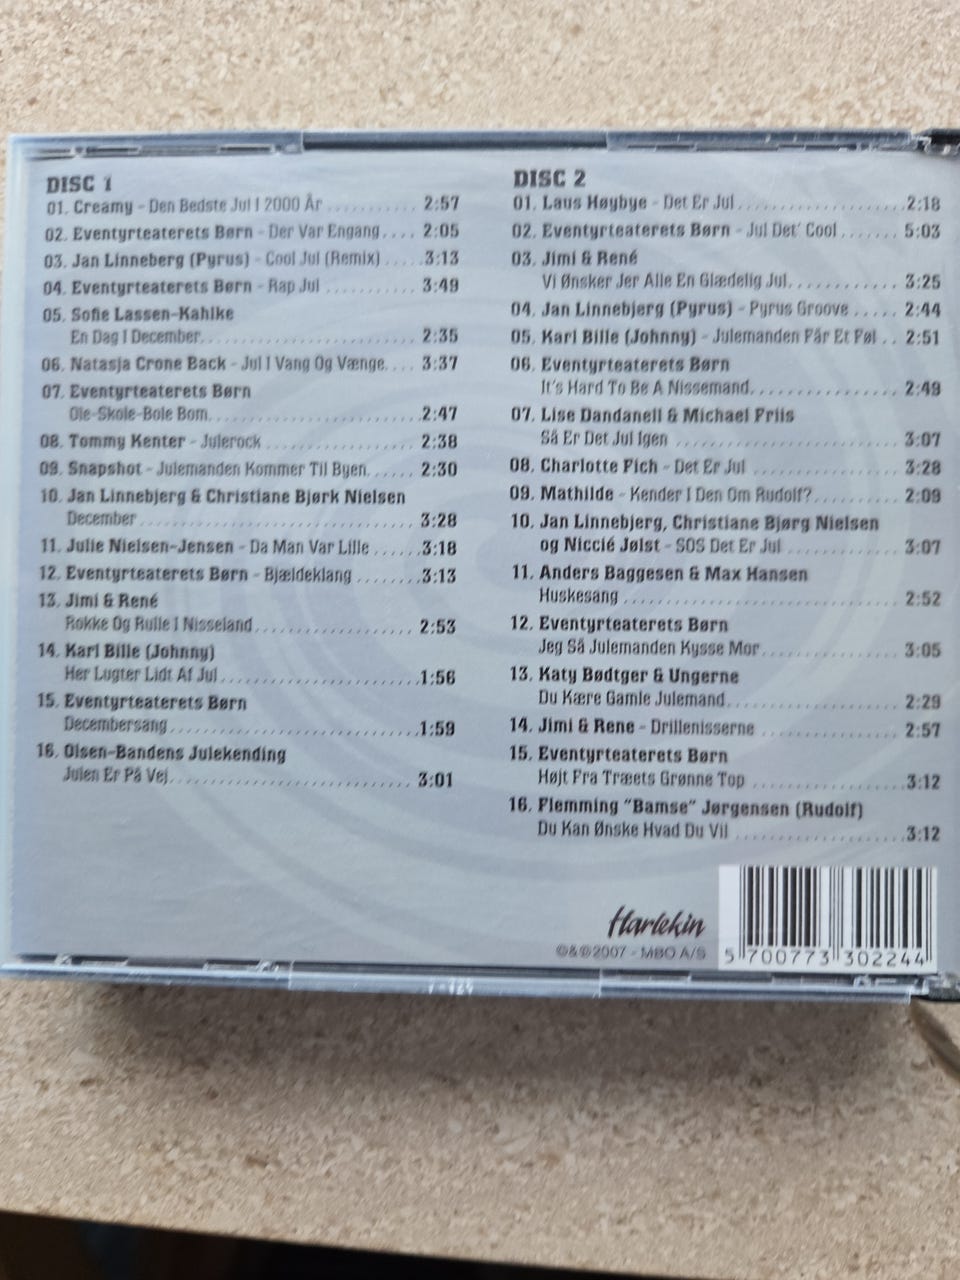 DISC 1
01. Creamy - Den Bedste Jul I 2000 År .......... 2:57
02. Eventyrteaterets Børn - Der Var Engang.... 2:05
03. Jan Linneberg (Pyrus) - Cool Jul (Remix) ..... 3:13
04. Eventyrteaterets Børn - Rap Jul ........... 3:49
05. Sofie Lassen-Kahlke
En Dag I December.............................. 2:35
06. Natasja Crone Back - Jul I Vang Og Vænge.... 3:37
07. Eventyrteaterets Børn
Ole-Skole-Bole Bom............................2:47
08. Tommy Kenter - Julerock ................... 2:38
09. Snapshot - Julemanden Kommer Til Byen...... 2:30
10. Jan Linnebjerg & Christiane Bjørk Nielsen
December ................................... 3:28
11. Julie Nielsen-Jensen - Da Man Var Lille ......3:18
12. Eventyrteaterets Børn - Bjældeklang .......3:13
13. Jimi & René
Rokke Og Rulle I Nisseland.................... 2:53
14. Karl Bille (Johnny)
Her Lugter Lidt Af Jul .........................1:56
15. Eventyrteaterets Børn
Decembersang................................1:59
16. Olsen-Bandens Julekending
Julen Er På Vej............................... 3:01
DISC 2
01. Laus Høybye - Det Er Jul.....................2:18
02. Eventyrteaterets Børn - Jul Det' Cool ....... 5:03
03. Jimi & René
Vi Ønsker Jer Alle En Glædelig Jul............. 3:25
04. Jan Linnebjerg (Pyrus) - Pyrus Groove ..... 2:44
05. Karl Bille (Johnny) - Julemanden Får Et Føl .. 2:51
06. Eventyrteaterets Børn
It's Hard To Be A Nissemand.................. 2:49
07. Lise Dandanell & Michael Friis
Så Er Det Jul Igen ........................... 3:07
08. Charlotte Fich - Det Er Jul .................. 3:28
09. Mathilde - Kender I Den Om Rudolf?.......... 2:09
10. Jan Linnebjerg, Christiane Bjørg Nielsen
og Niccié Jølst - SOS Det Er Jul .............. 3:07
11. Anders Baggesen & Max Hansen
Huskesang ................................. 2:52
12. Eventyrteaterets Børn
Jeg Så Julemanden Kysse Mor................ 3:05
13. Katy Bødtger & Ungerne
Du Kære Gamle Julemand..................... 2:29
14. Jimi & Rene - Drillenisserne ................ 2:57
15. Eventyrteaterets Børn
Højt Fra Træets Grønne Top ..................3:12
16. Flemming "Bamse" Jørgensen (Rudolf)
Du Kan Ønske Hvad Du Vil .....................3:12
Harlekin
©&℗2007 - MBO A/S
5 700773 302244